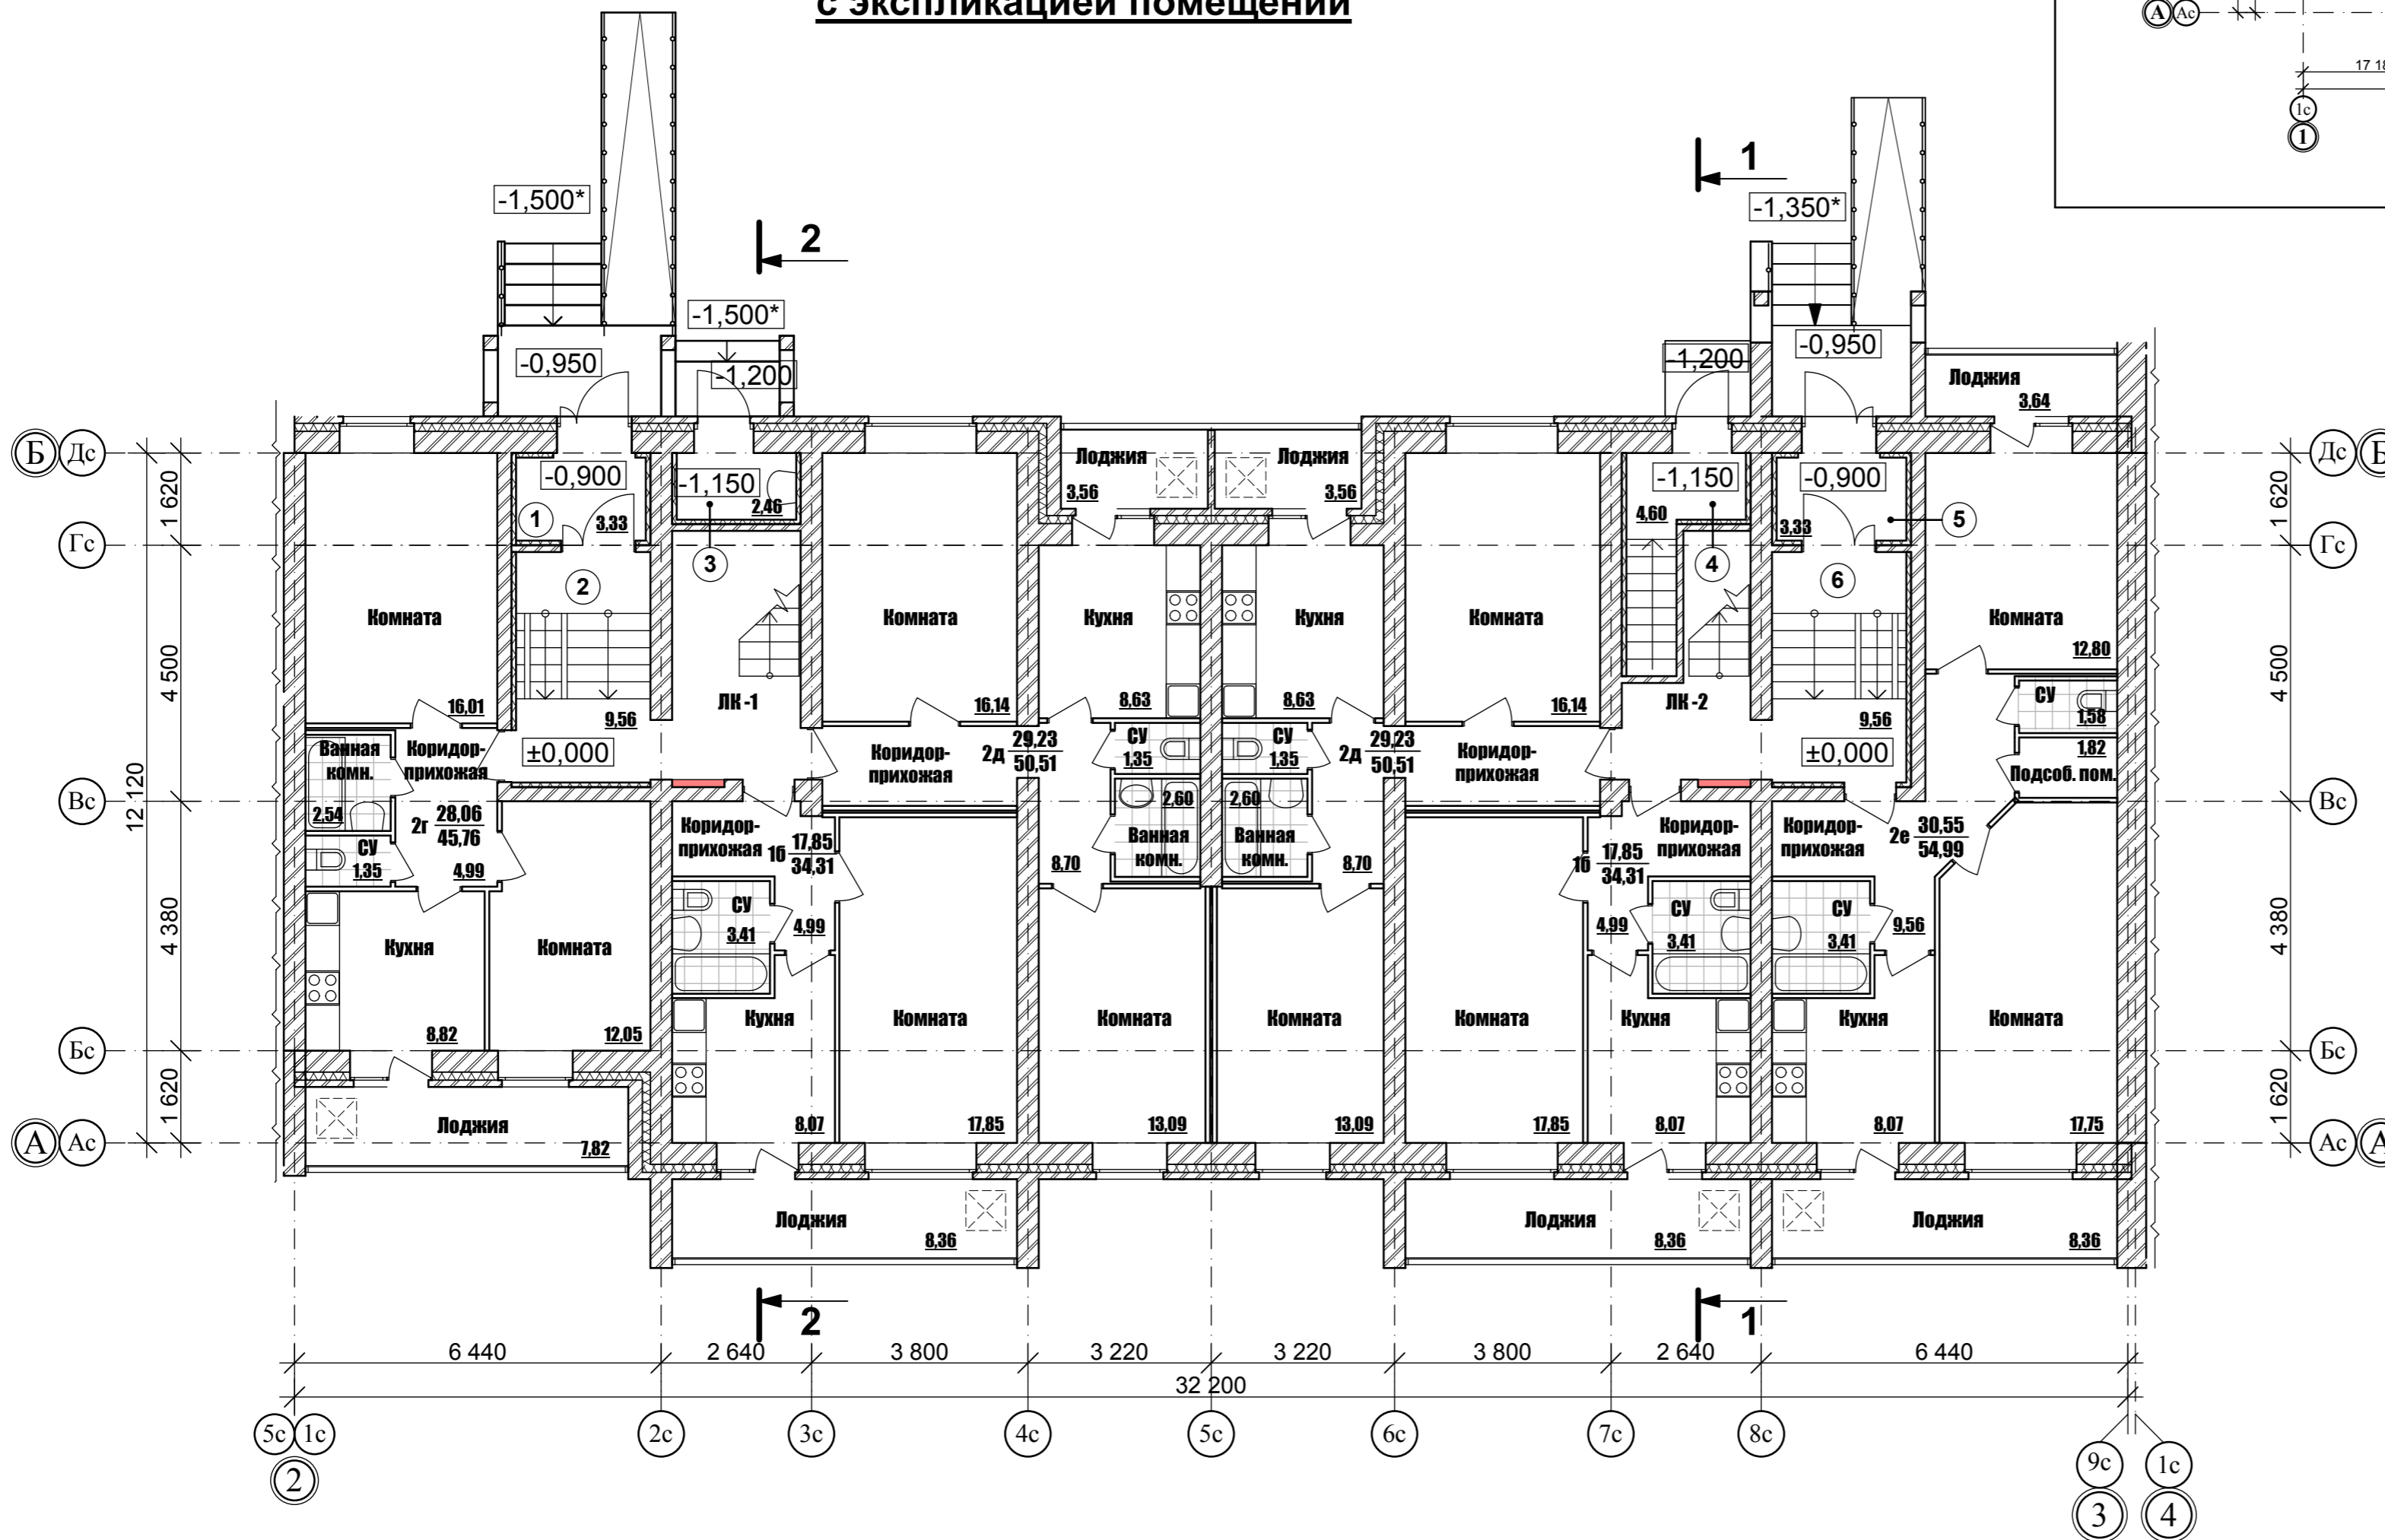 с экспликацией помещений
А Ас
17 18
1с
1
-1,500*
2
-1,500*
1
-1,350*
-0,950
-1,200
-1,200
-0,950
Лоджия
3,64
Б Дс
Дс Б
-0,900
-1,150
2,46
Лоджия
3,56
Лоджия
3,56
-1,150
-0,900
1 620
1
3,33
4,60
3,33
5
1 620
Гс
Гс
2
3
4
6
Комната
Комната
Кухня
Кухня
Комната
Комната
12,80
4 500
4 500
16,01
9,56
ЛК -1
16,14
8,63
8,63
16,14
ЛК -2
9,56
СУ
1,58
Ванная
комн.
2,54
Коридор-
прихожая
±0,000
Коридор-
прихожая
2д 29,23
50,51
СУ
1,35
СУ
1,35
2д 29,23
50,51
Коридор-
прихожая
±0,000
1,82
Подсоб. пом.
12 120
Вс
Вс
2г 28,06
45,76
Коридор-
прихожая
1б 17,85
34,31
2,60
Ванная
комн.
8,70
2,60
Ванная
комн.
8,70
1б 17,85
34,31
Коридор-
прихожая
Коридор-
прихожая
2е 30,55
54,99
СУ
1,35
4,99
СУ
3,41
4,99
4,99
СУ
3,41
СУ
3,41
9,56
4 380
4 380
Кухня
8,82
Комната
12,05
Кухня
8,07
Комната
17,85
Комната
13,09
Комната
13,09
Комната
17,85
Кухня
8,07
Кухня
8,07
Комната
17,75
Бс
Бс
1 620
1 620
Лоджия
7,82
А Ас
Ас А
Лоджия
8,36
Лоджия
8,36
Лоджия
8,36
2
1
6 440
2 640
3 800
3 220
3 220
3 800
2 640
6 440
32 200
5с 1с
2с
3с
4с
5с
6с
7с
8с
9с
1с
2
3
4